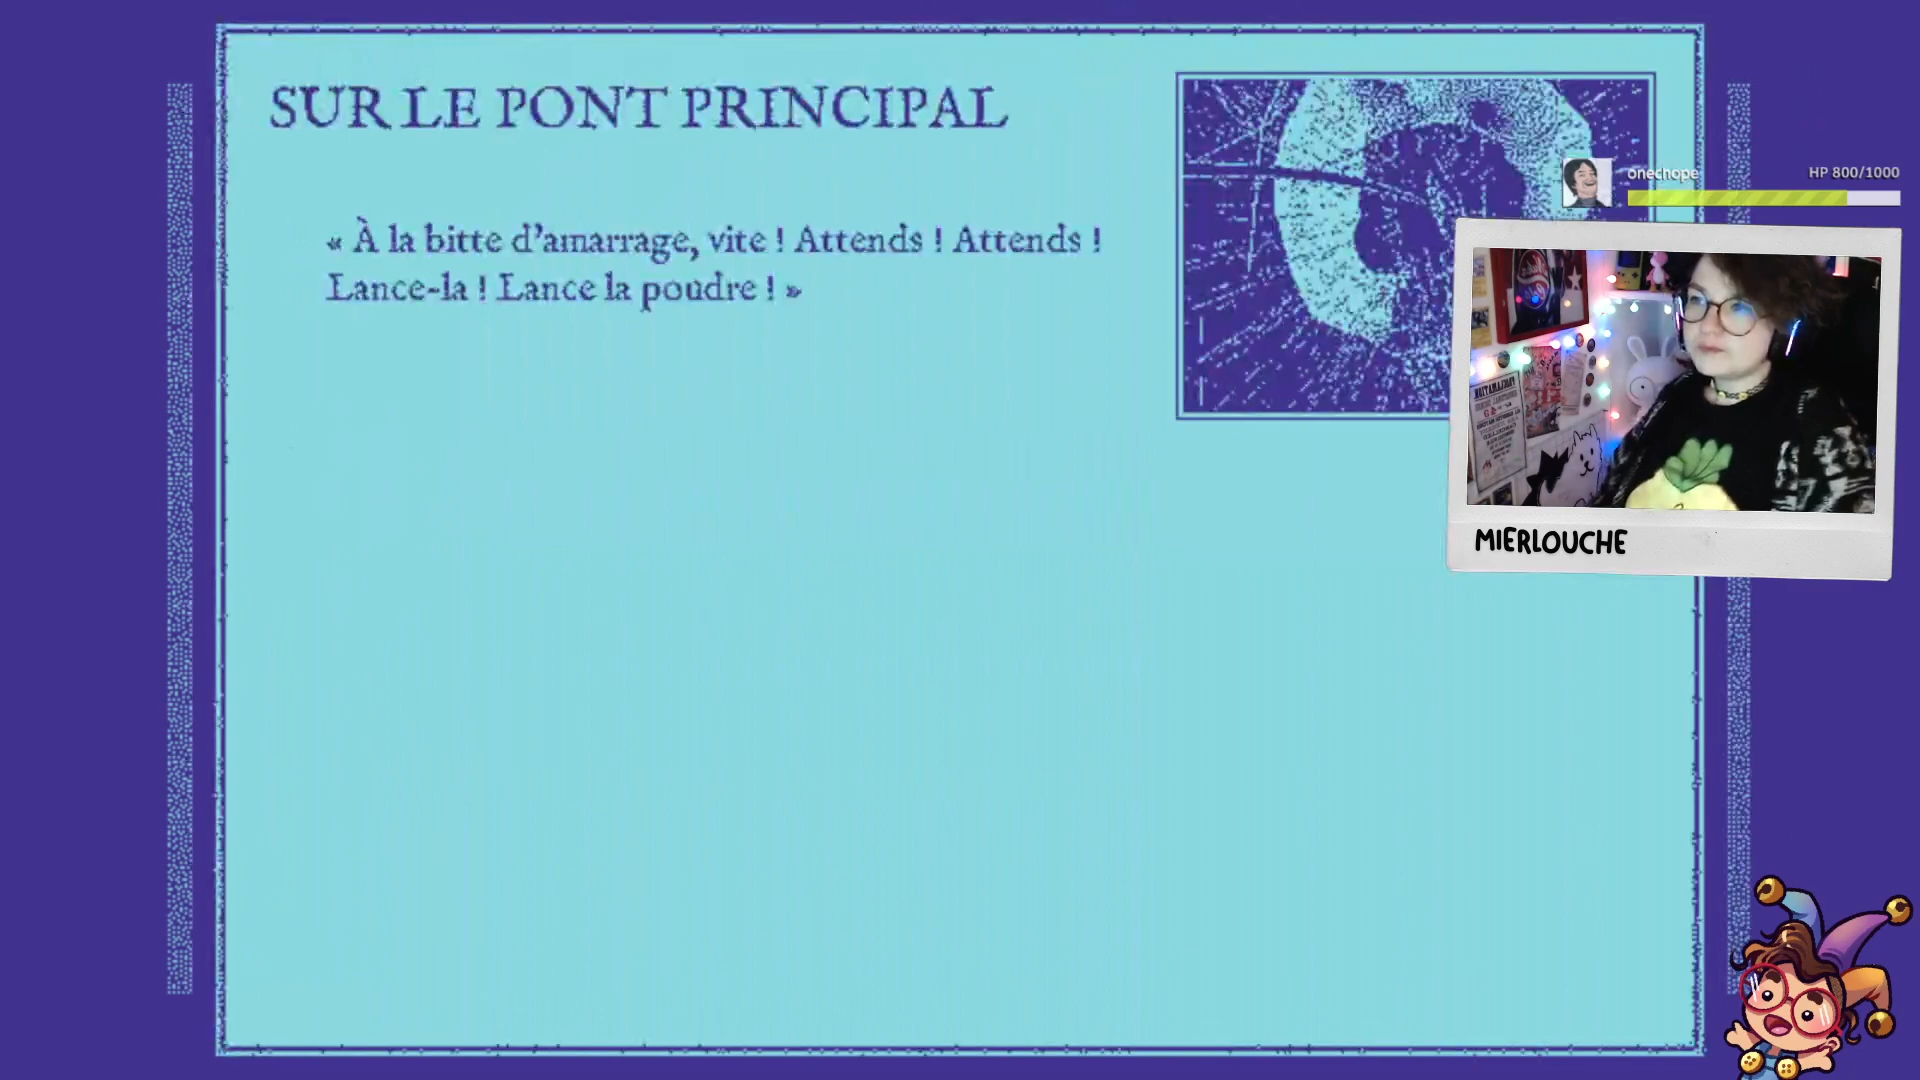 SUR LE PONT PRINCIPAL
« À la bitte d'amarrage, vite ! Attends ! Attends !
Lance-la ! Lance la poudre ! »
onechope
HP 800/1000
MIERLOUCHE